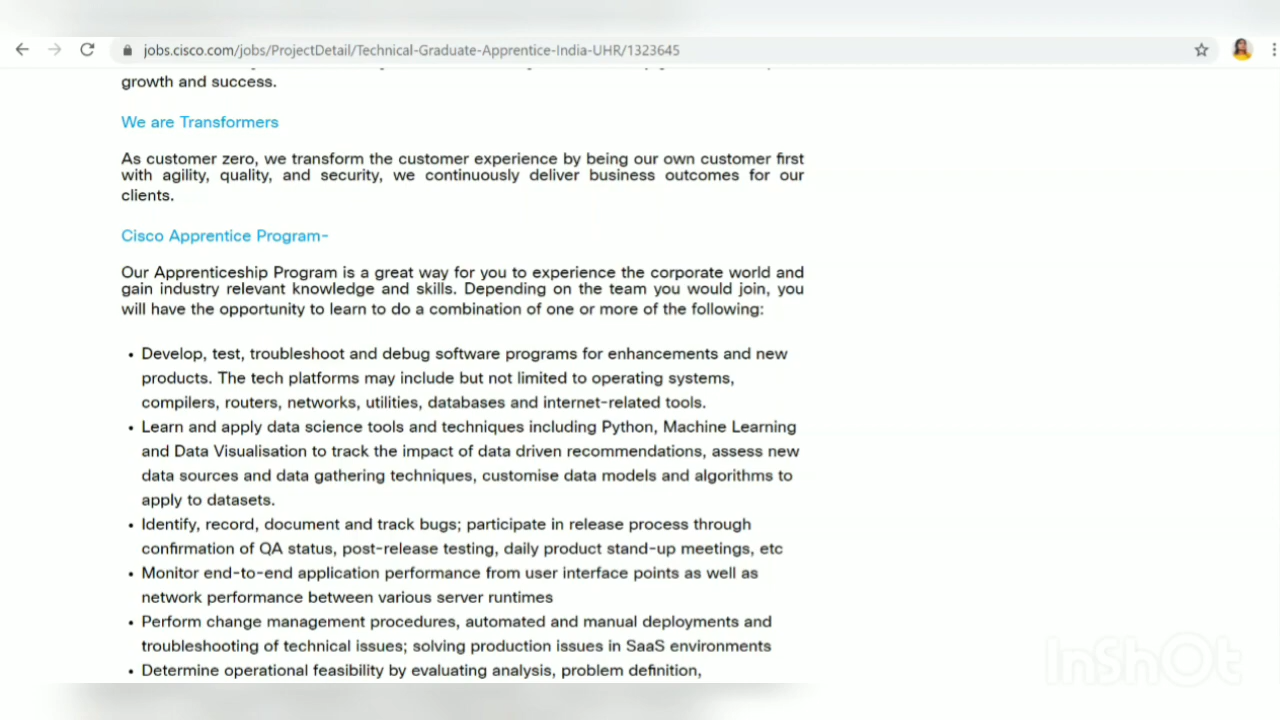 jobs.cisco.com/jobs/ProjectDetail/Technical-Graduate-Apprentice-India-UHR/1323645
growth and success.
We are Transformers
As customer zero, we transform the customer experience by being our own customer first
with agility, quality, and security, we continuously deliver business outcomes for our
clients.
Cisco Apprentice Program-
Our Apprenticeship Program is a great way for you to experience the corporate world and
gain industry relevant knowledge and skills. Depending on the team you would join, you
will have the opportunity to learn to do a combination of one or more of the following:
• Develop, test, troubleshoot and debug software programs for enhancements and new
products. The tech platforms may include but not limited to operating systems,
compilers, routers, networks, utilities, databases and internet-related tools.
• Learn and apply data science tools and techniques including Python, Machine Learning
and Data Visualisation to track the impact of data driven recommendations, assess new
data sources and data gathering techniques, customise data models and algorithms to
apply to datasets.
• Identify, record, document and track bugs; participate in release process through
confirmation of QA status, post-release testing, daily product stand-up meetings, etc
• Monitor end-to-end application performance from user interface points as well as
network performance between various server runtimes
• Perform change management procedures, automated and manual deployments and
troubleshooting of technical issues; solving production issues in SaaS environments
• Determine operational feasibility by evaluating analysis, problem definition,
InShOt